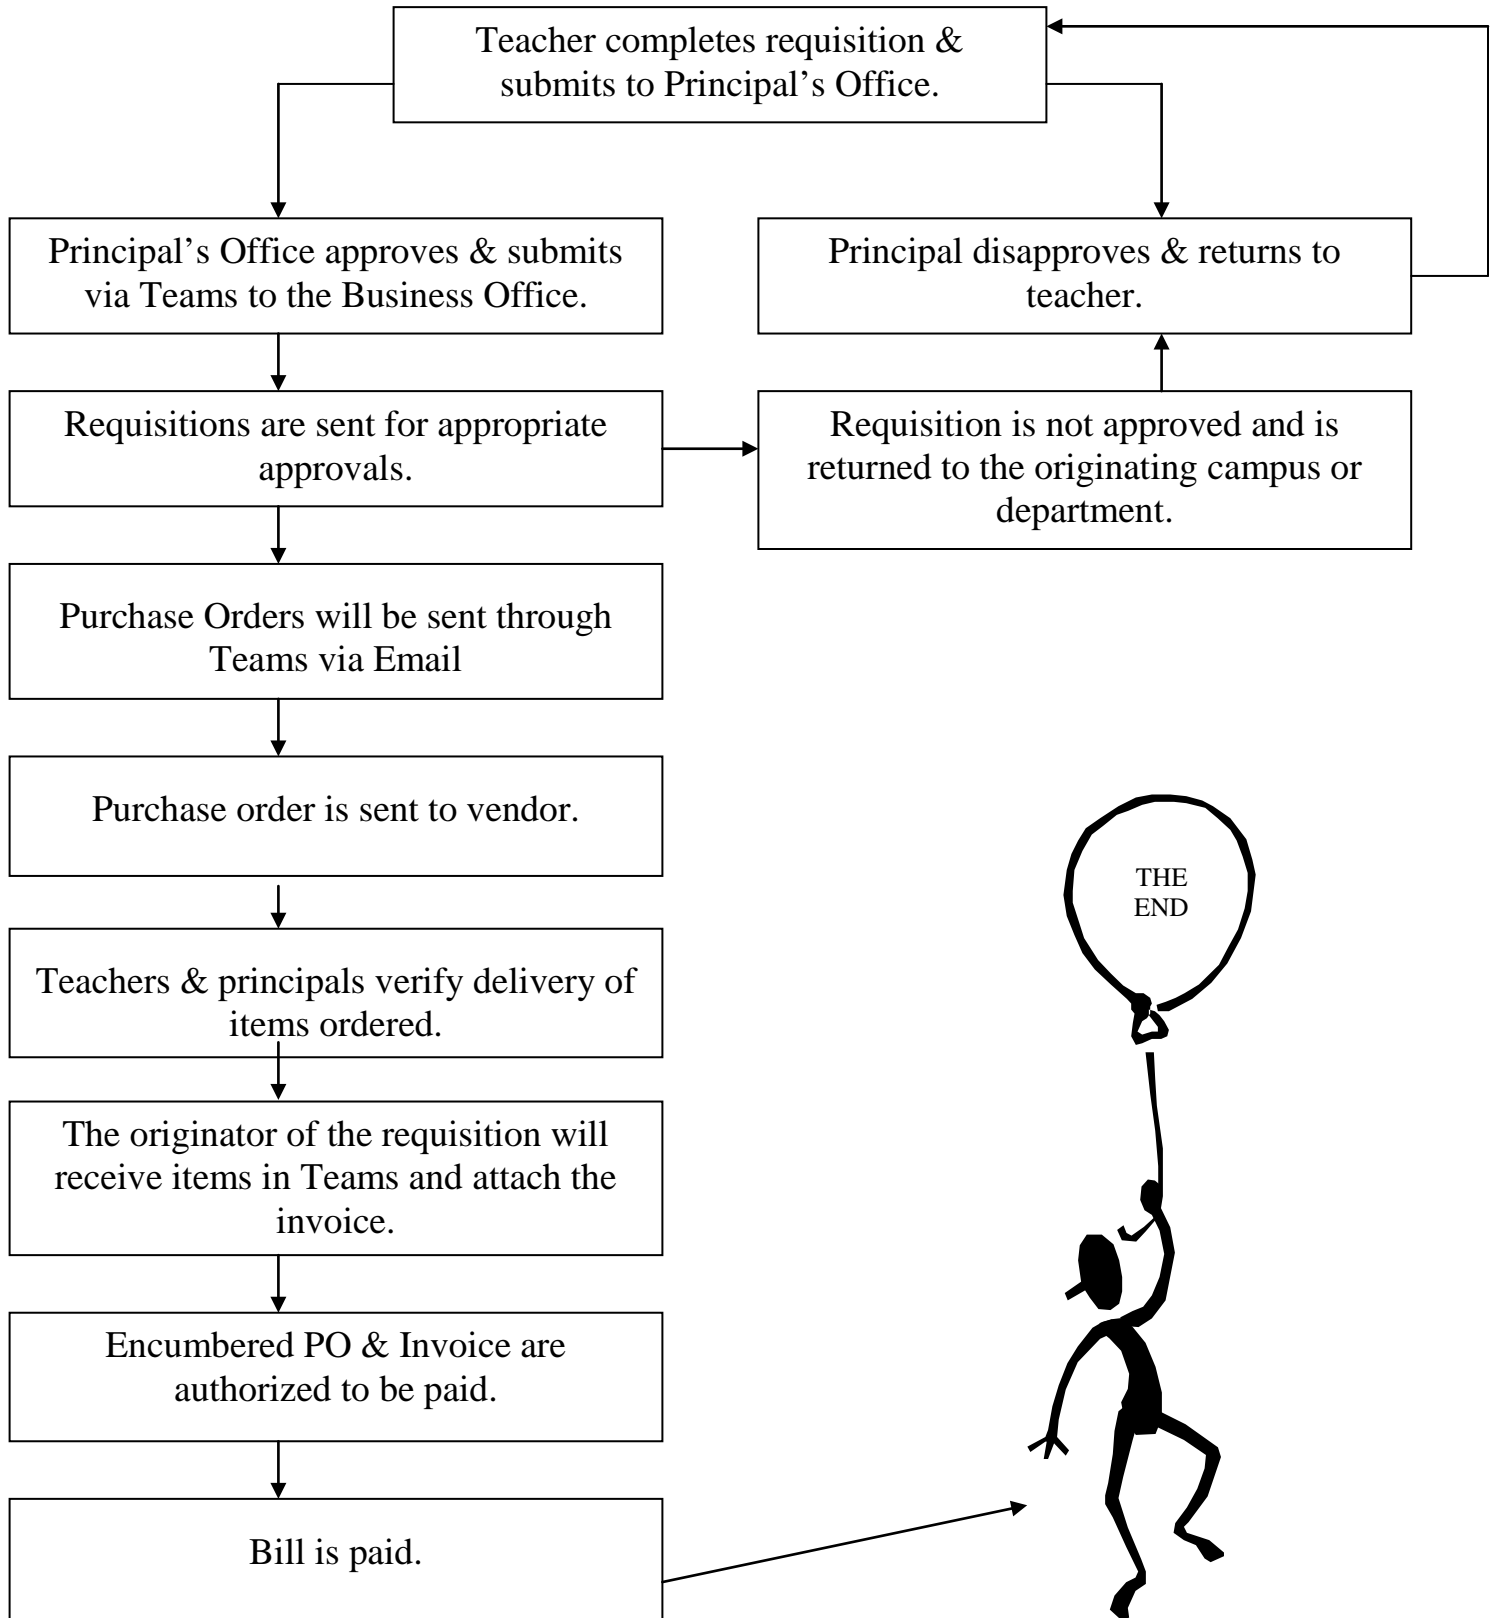 Teacher completes requisition &
submits to Principal’s Office.
Principal’s Office approves & submits
via Teams to the Business Office.
Principal disapproves & returns to
teacher.
Requisitions are sent for appropriate
approvals.
Requisition is not approved and is
returned to the originating campus or
department.
Purchase Orders will be sent through
Teams via Email
Purchase order is sent to vendor.
THE
END
Teachers & principals verify delivery of
items ordered.
The originator of the requisition will
receive items in Teams and attach the
invoice.
Encumbered PO & Invoice are
authorized to be paid.
Bill is paid.